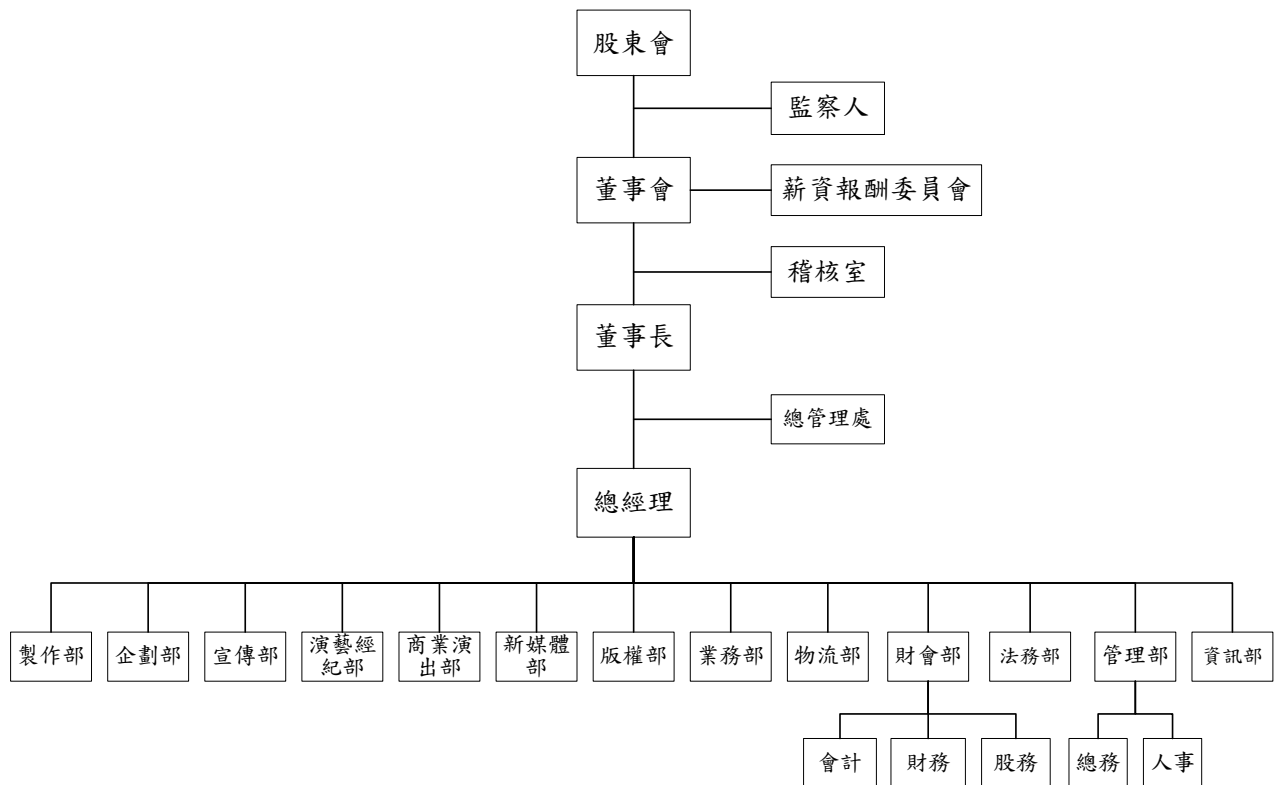 股東會
監察人
董事會
薪資報酬委員會
稽核室
董事長
總管理處
總經理
製作部
企劃部
宣傳部
演藝經
紀部
商業演
出部
新媒體
部
版權部
業務部
物流部
財會部
法務部
管理部
資訊部
會計
財務
股務
總務
人事